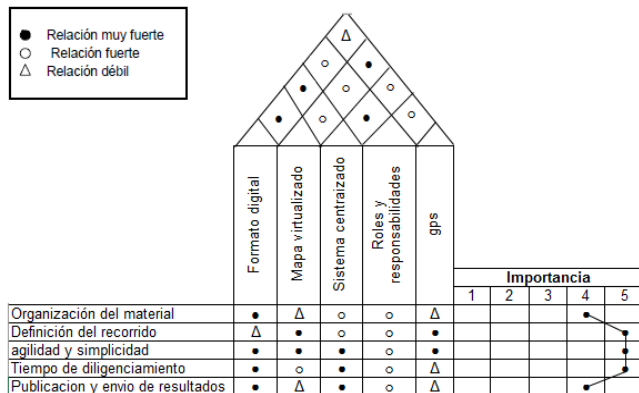 ● Relación muy fuerte
○ Relación fuerte
Δ Relación débil
Δ
○ ●
● ○ ○
● ○ ● ○
Formato digital
Mapa virtualizado
Sistema centraizado
Roles y
responsabilidades
gps
Importancia
1 2 3 4 5
Organización del material ● Δ ○ ○ Δ ●
Definición del recorrido Δ ● ○ ○ ● ●
agilidad y simplicidad ● ● ● ○ ● ●
Tiempo de diligenciamiento ● ○ ● ○ Δ ●
Publicacion y envio de resultados ● Δ ● ○ Δ ●